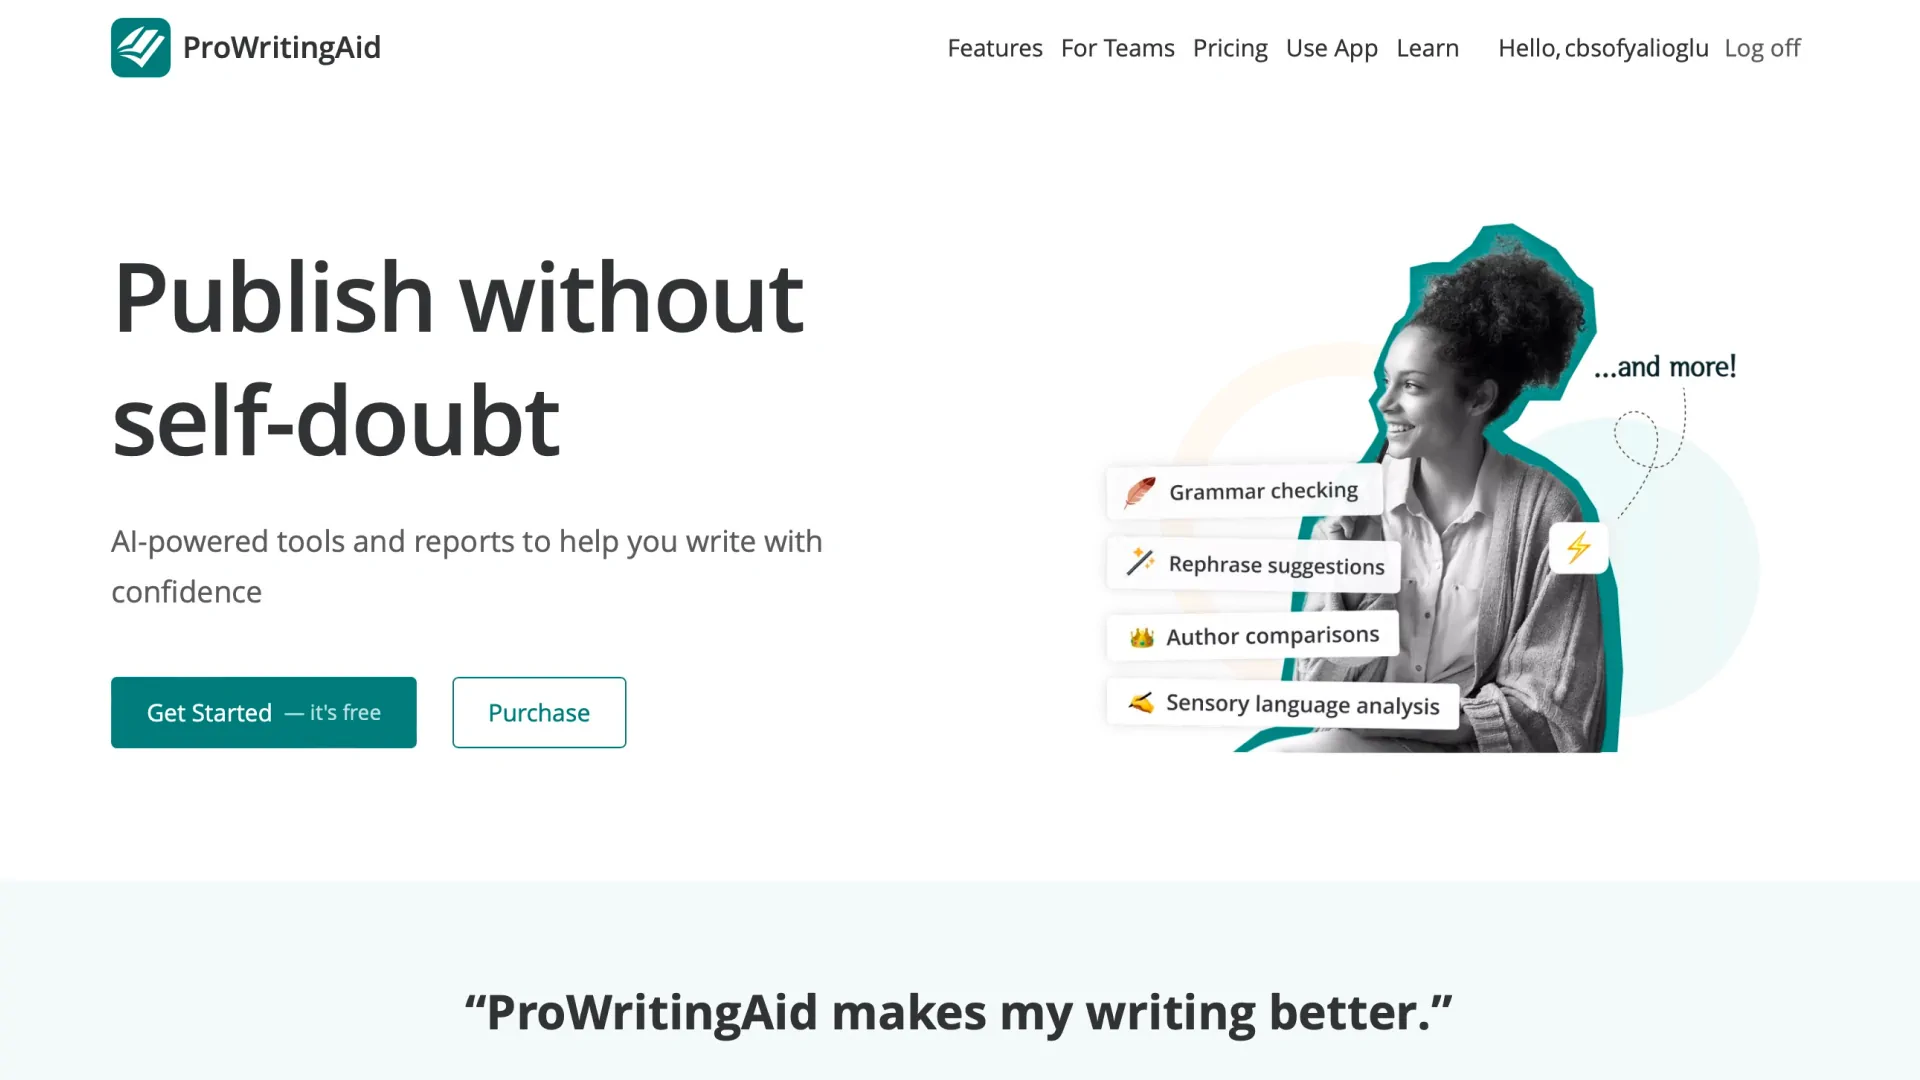 ProWritingAid
Features For Teams Pricing Use App Learn Hello, cbsofyalioglu Log off
Publish without
self-doubt
AI-powered tools and reports to help you write with
confidence
Get Started — it's free
Purchase
...and more!
Grammar checking
Rephrase suggestions
Author comparisons
Sensory language analysis
“ProWritingAid makes my writing better.”